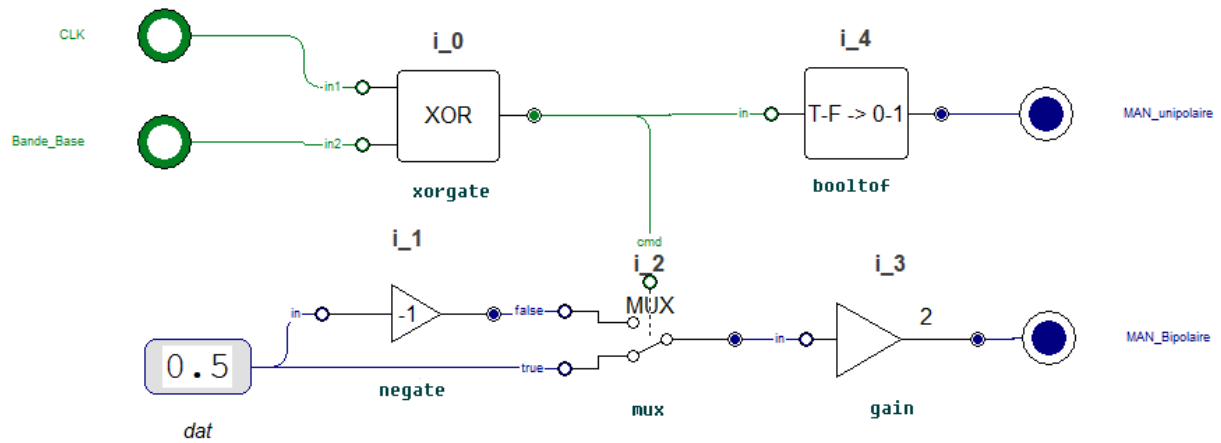 CLK
i_0
i_4
in1
XOR
in
T-F -> 0-1
MAN_unipolaire
Bande_Base
in2
xorgate
booltof
i_1
cmd
i_2
i_3
in
-1
false
MUX
2
0.5
true
in
MAN_Bipolaire
negate
mux
gain
dat